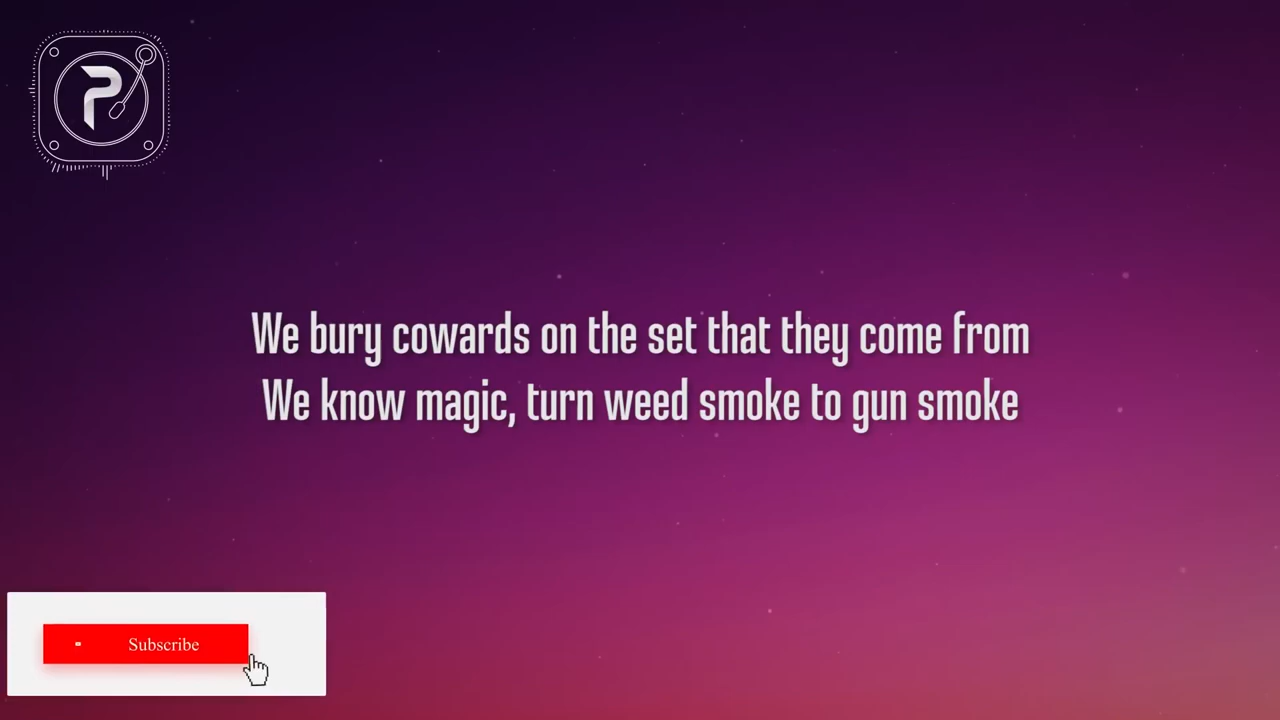 P
We bury cowards on the set that they come from
We know magic, turn weed smoke to gun smoke
Subscribe